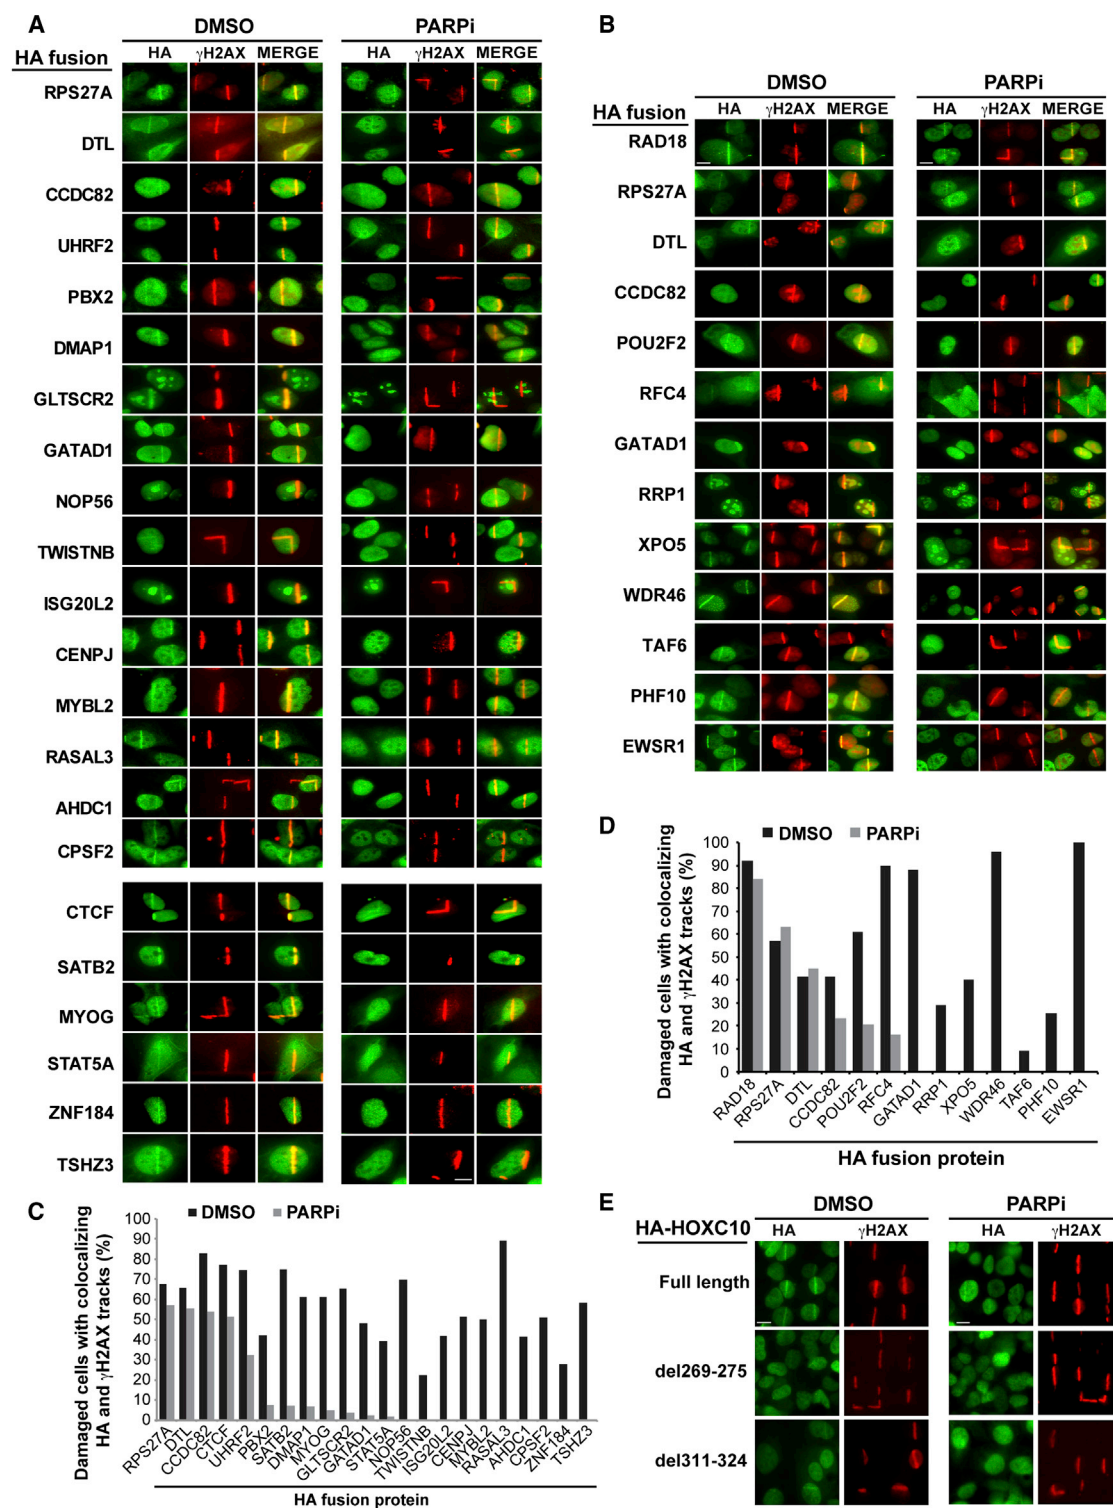 A
DMSO
PARPi
HA fusion
HA γH2AX MERGE
HA γH2AX MERGE
RPS27A
DTL
CCDC82
UHRF2
PBX2
DMAP1
GLTSCR2
GATAD1
NOP56
TWISTNB
ISG20L2
CENPJ
MYBL2
RASAL3
AHDC1
CPSF2
CTCF
SATB2
MYOG
STAT5A
ZNF184
TSHZ3
B
DMSO
PARPi
HA fusion
HA γH2AX MERGE
HA γH2AX MERGE
RAD18
RPS27A
DTL
CCDC82
POU2F2
RFC4
GATAD1
RRP1
XPO5
WDR46
TAF6
PHF10
EWSR1
C
Damaged cells with colocalizing
HA and γH2AX tracks (%)
DMSO
PARPi
100
90
80
70
60
50
40
30
20
10
0
RPS27A
DTL
CCDC82
CTCF
UHRF2
PBX2
SATB2
DMAP1
MYOG
GLTSCR2
GATAD1
STAT5A
NOP56
TWISTNB
ISG20L2
CENPJ
MYBL2
RASAL3
AHDC1
CPSF2
ZNF184
TSHZ3
HA fusion protein
D
Damaged cells with colocalizing
HA and γH2AX tracks (%)
DMSO
PARPi
100
90
80
70
60
50
40
30
20
10
0
RAD18
RPS27A
DTL
CCDC82
POU2F2
RFC4
GATAD1
RRP1
XPO5
WDR46
TAF6
PHF10
EWSR1
HA fusion protein
E
DMSO
PARPi
HA-HOXC10
HA γH2AX
HA γH2AX
Full length
del269-275
del311-324